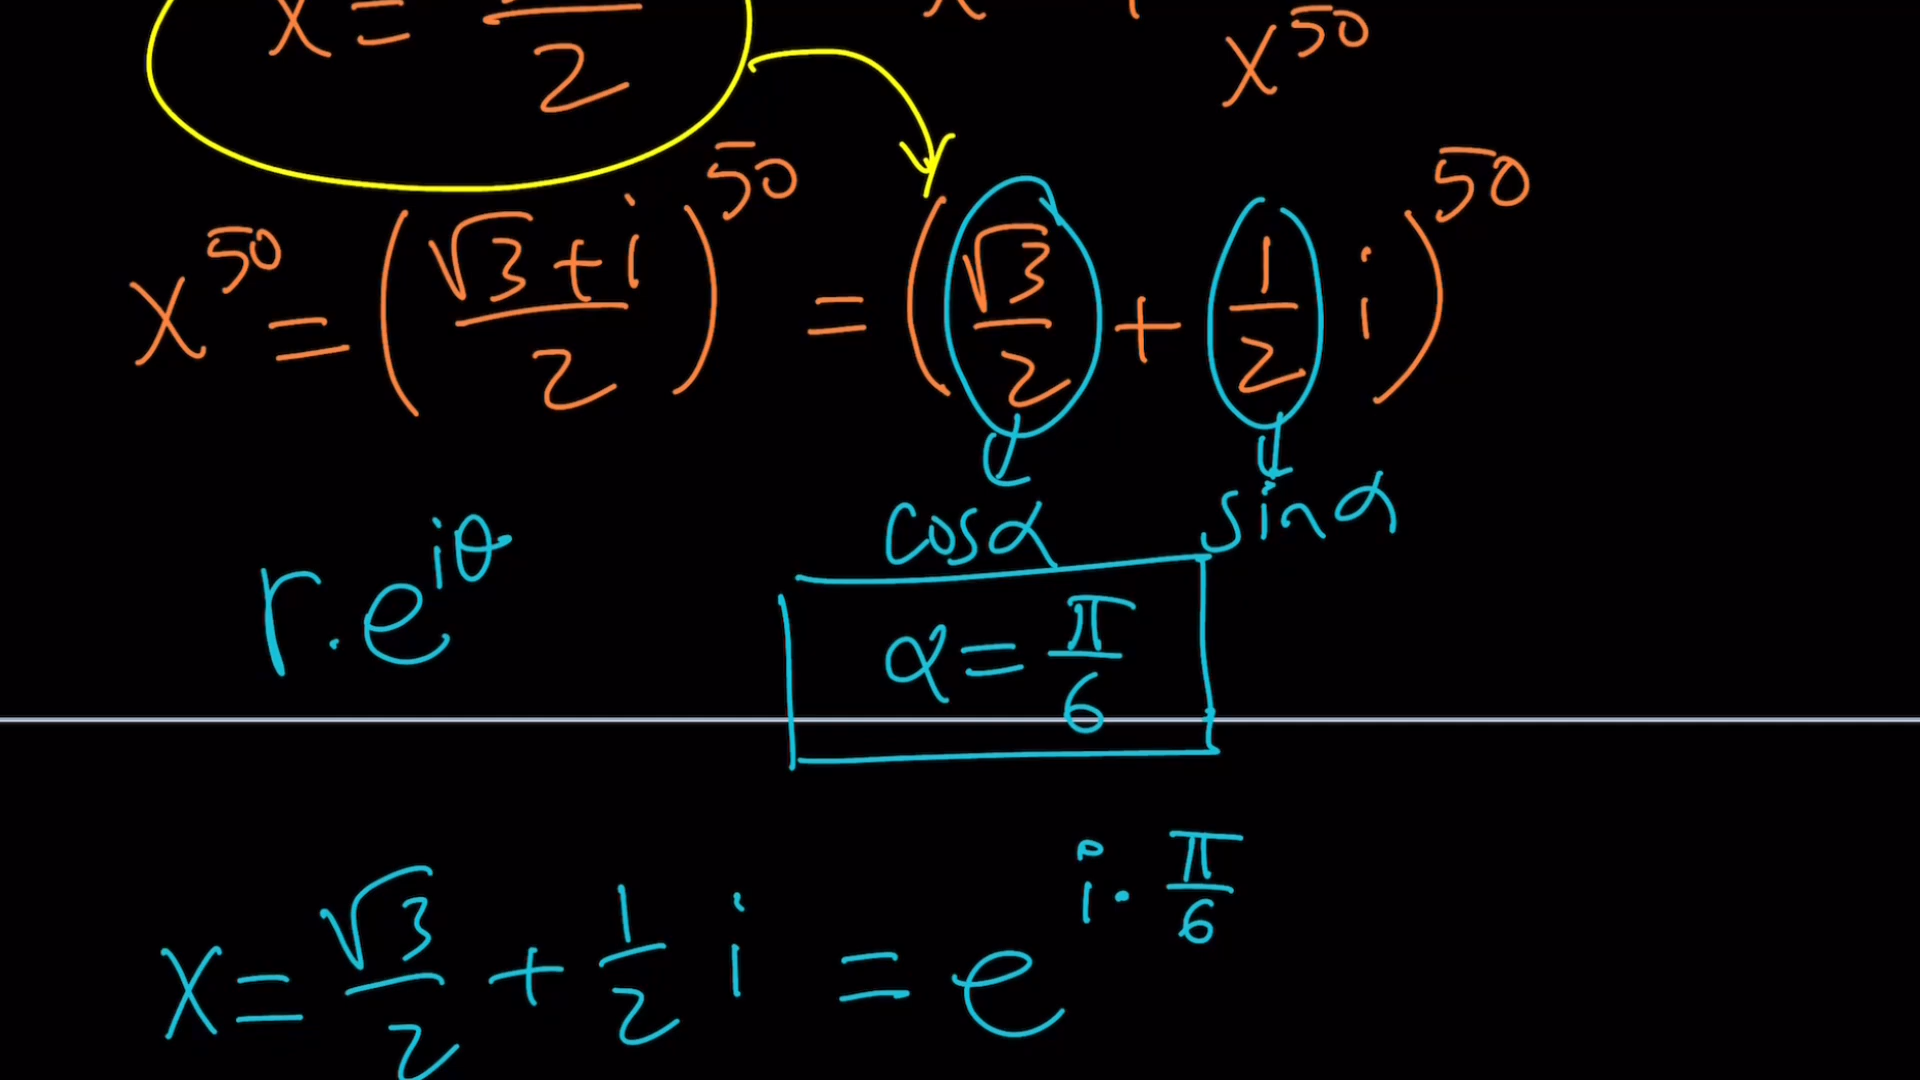 x = 2 x^50
x^50 = ((√3 + i)/2)^50 = (√3/2 + 1/2 i)^50
cosα sinα
r.e^iθ
α = π/6
x = √3/2 + 1/2 i = e^i·π/6